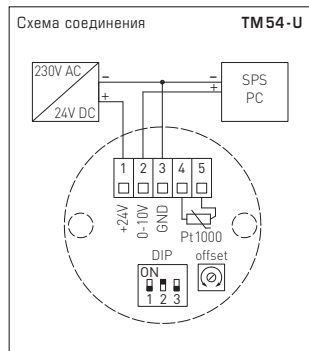 Схема соединения TM54-U
230V AC
24V DC
–
+
–
+
SPS
PC
1 2 3 4 5
+24V
0-10V
GND
Pt1000
DIP offset
ON
1 2 3